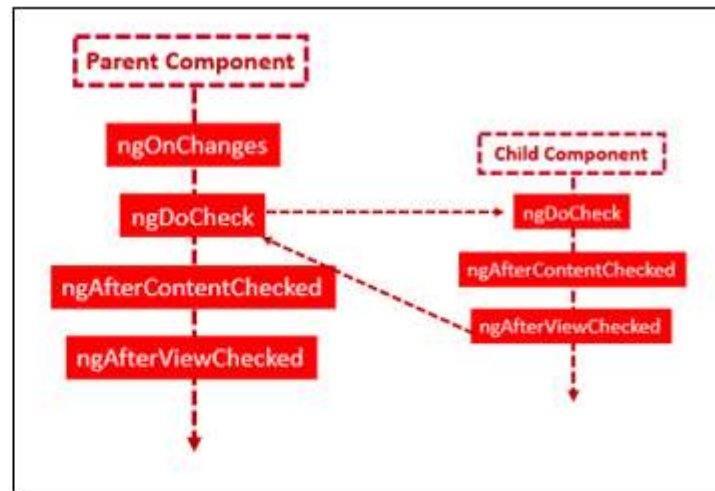 Parent Component
ngOnChanges
ngDoCheck
ngAfterContentChecked
ngAfterViewChecked
Child Component
ngDoCheck
ngAfterContentChecked
ngAfterViewChecked